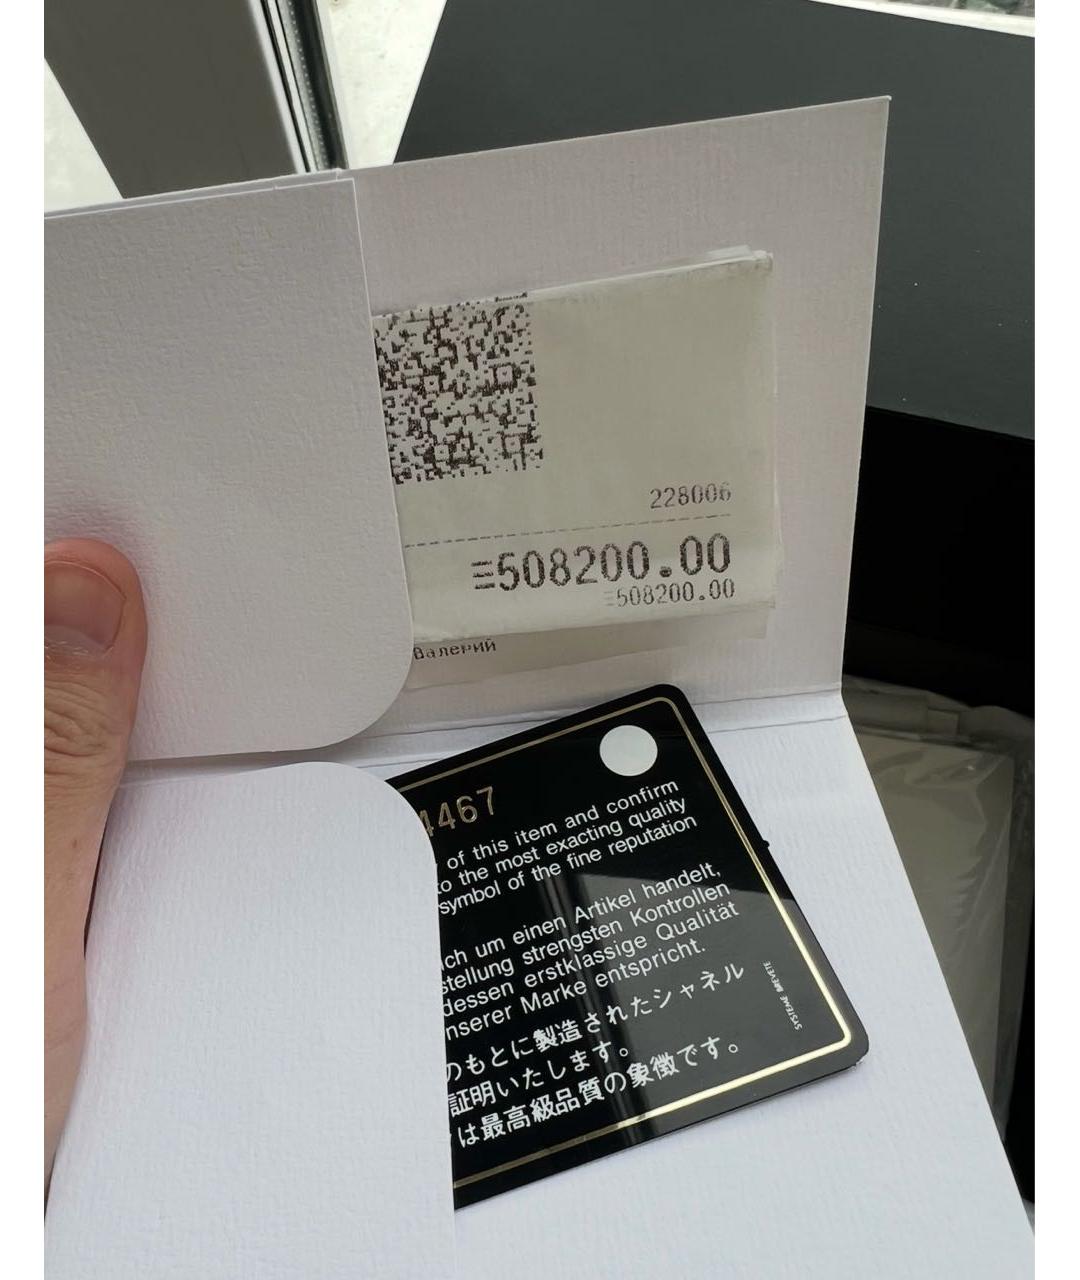 228006
≡508200.00
≡508200.00
Валерий
4467
of this item and confirm
to the most exacting quality
symbol of the fine reputation
ich um einen Artikel handelt,
stellung strengsten Kontrollen
dessen erstklassige Qualität
nserer Marke entspricht.
のもとに製造されたシャネル
証明いたします。
は最高級品質の象徴です。
SYSTEME BREVETE